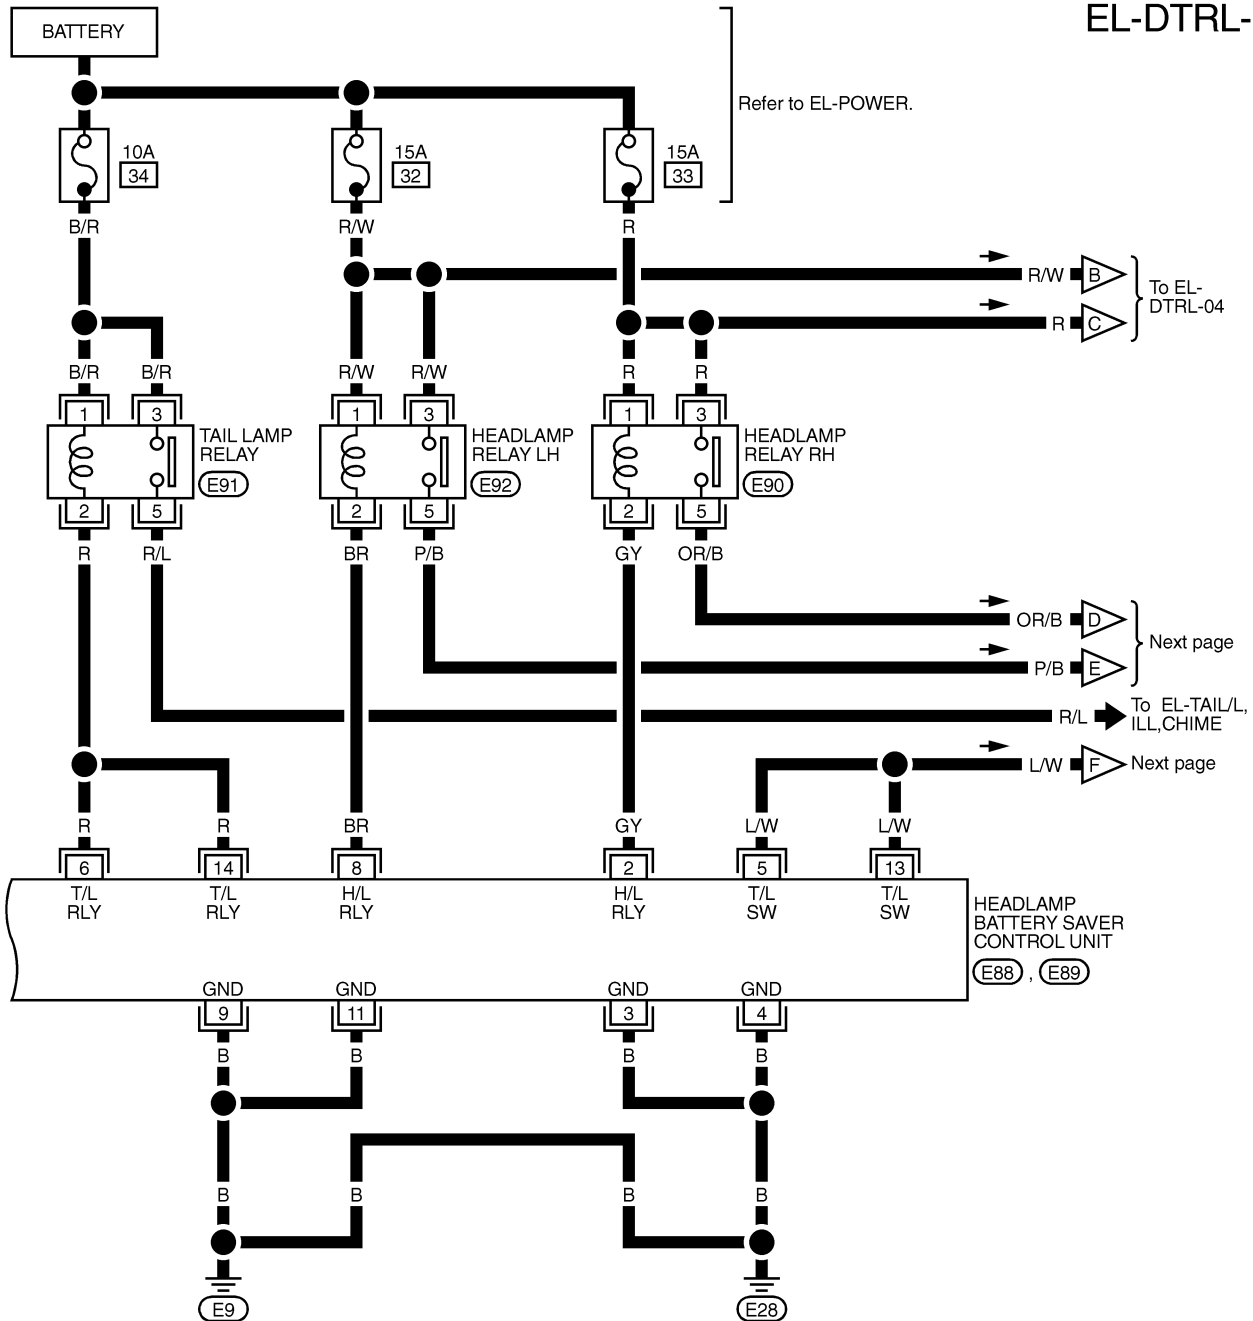 EL-DTRL-
BATTERY
Refer to EL-POWER.
10A
34
15A
32
15A
33
B/R
R/W
R
R/W
B
To EL-
DTRL-04
R
C
B/R
B/R
R/W
R/W
R
R
1
3
1
3
1
3
TAIL LAMP
RELAY
E91
HEADLAMP
RELAY LH
E92
HEADLAMP
RELAY RH
E90
2
5
2
5
2
5
R
R/L
BR
P/B
GY
OR/B
OR/B
D
Next page
P/B
E
R/L
To EL-TAIL/L,
ILL,CHIME
L/W
F
Next page
R
R
BR
GY
L/W
L/W
6
14
8
2
5
13
T/L
RLY
T/L
RLY
H/L
RLY
H/L
RLY
T/L
SW
T/L
SW
HEADLAMP
BATTERY SAVER
CONTROL UNIT
E88 , E89
GND
GND
GND
GND
9
11
3
4
B
B
B
B
B
B
B
B
E9
E28